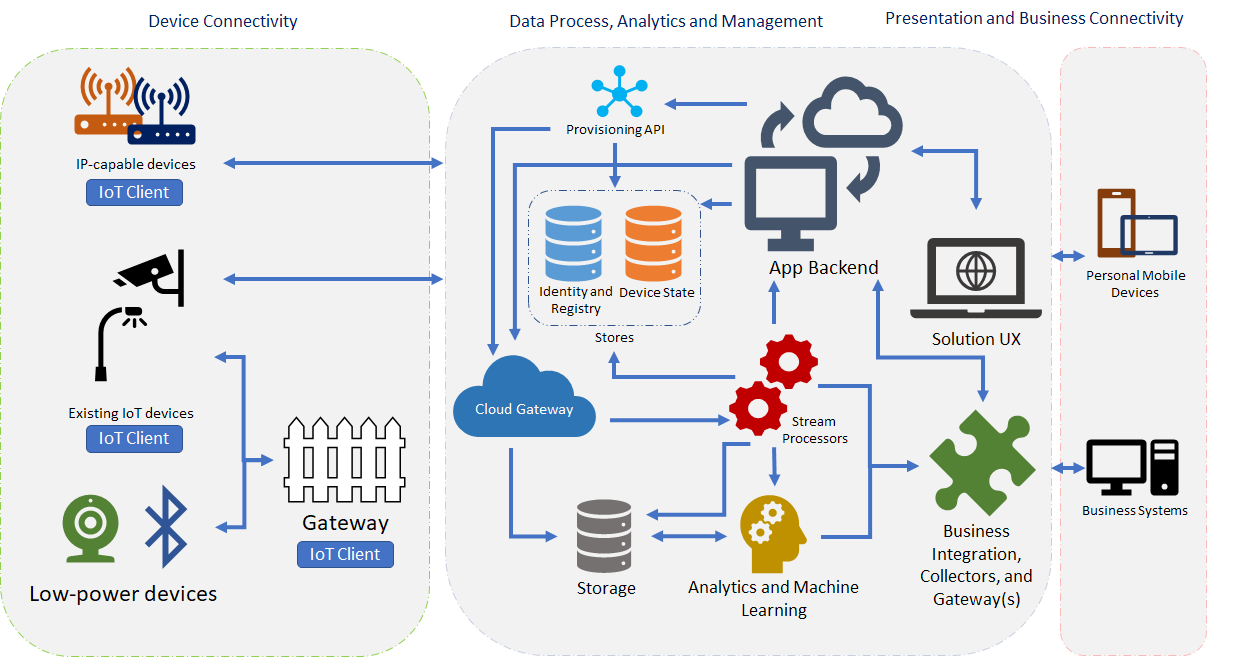 Device Connectivity
Data Process, Analytics and Management
Presentation and Business Connectivity
IP-capable devices
IoT Client
Existing IoT devices
IoT Client
Gateway
IoT Client
Low-power devices
Provisioning API
Identity and
Registry
Device State
Stores
App Backend
Cloud Gateway
Stream
Processors
Storage
Analytics and Machine
Learning
Solution UX
Business
Integration,
Collectors, and
Gateway(s)
Personal Mobile
Devices
Business Systems